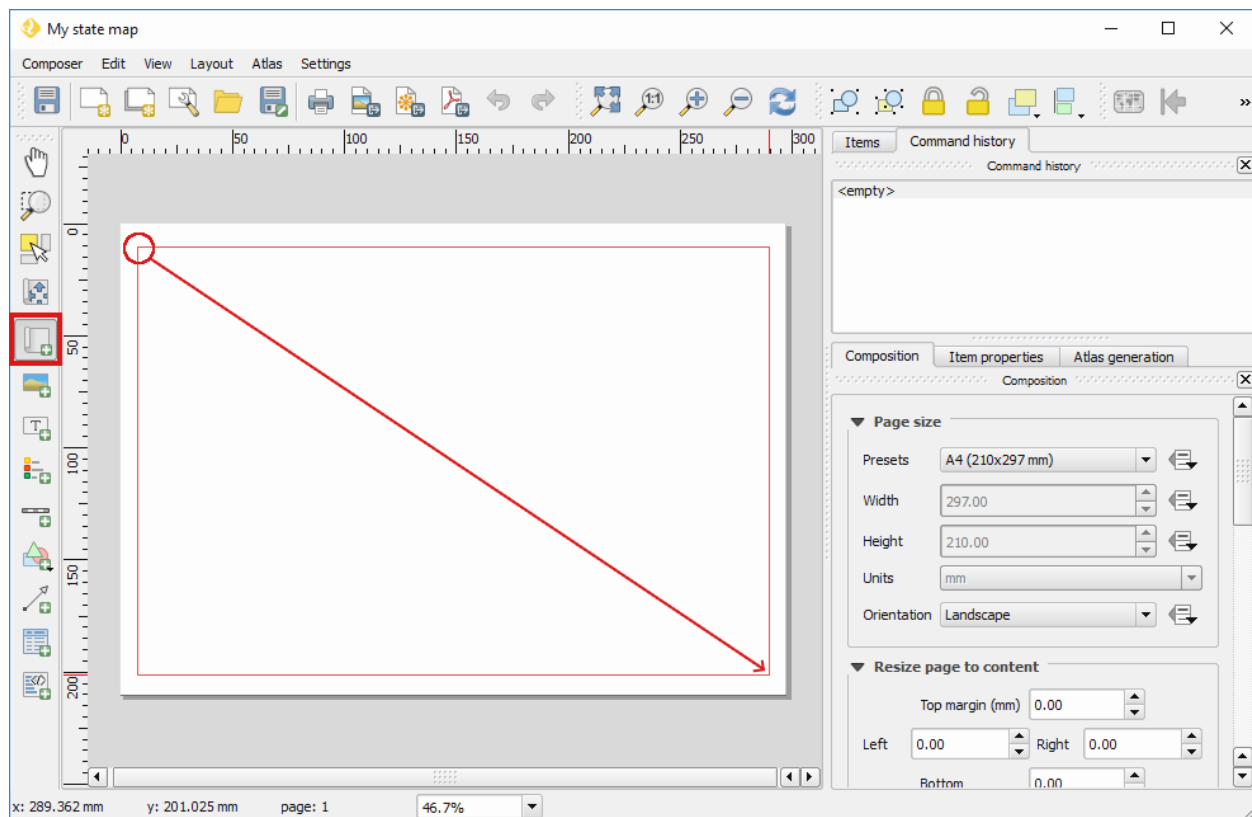 My state map
Composer Edit View Layout Atlas Settings
1:1
»
0 50 100 150 200 250 300
0
50
100
150
200
Items Command history
Command history
<empty>
Composition Item properties Atlas generation
Composition
Page size
Presets A4 (210x297 mm)
Width 297.00
Height 210.00
Units mm
Orientation Landscape
Resize page to content
Top margin (mm) 0.00
Left 0.00 Right 0.00
Bottom 0.00
x: 289.362 mm y: 201.025 mm page: 1 46.7%